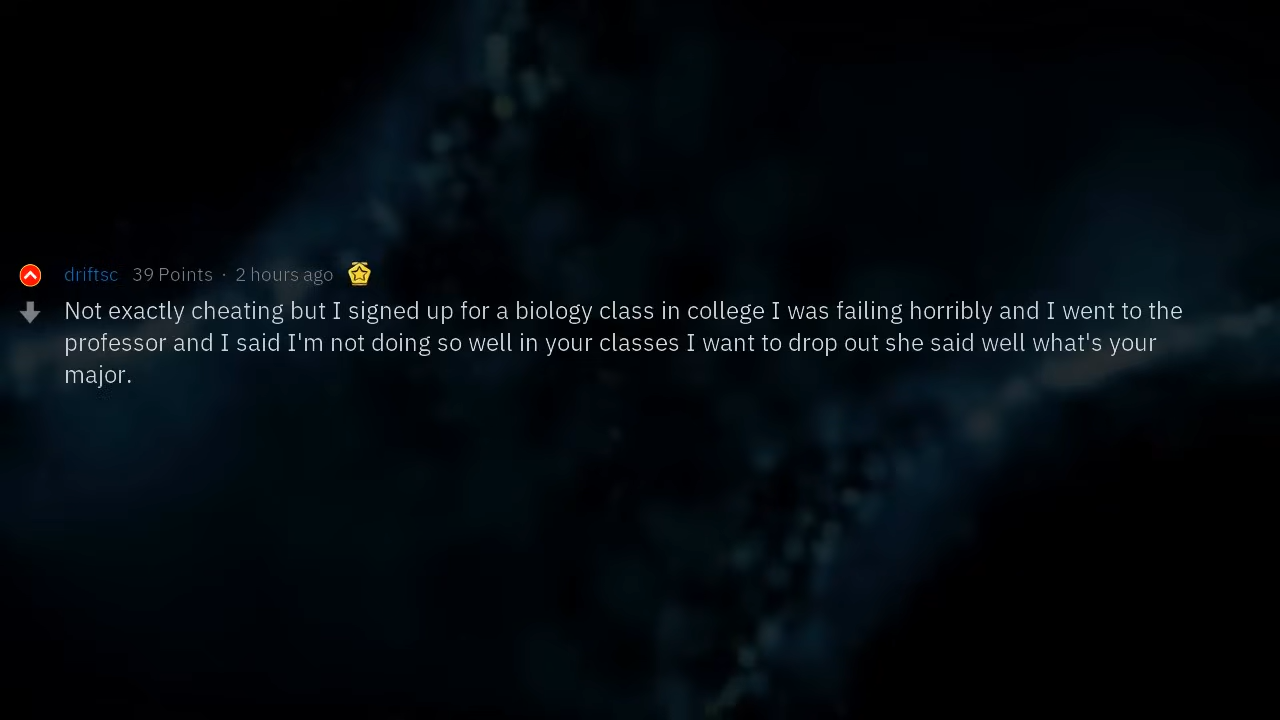 driftsc 39 Points · 2 hours ago
Not exactly cheating but I signed up for a biology class in college I was failing horribly and I went to the
professor and I said I'm not doing so well in your classes I want to drop out she said well what's your
major.